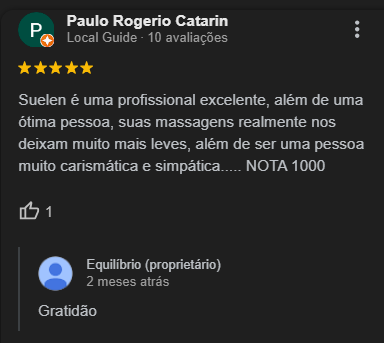 P
Paulo Rogerio Catarin
Local Guide · 10 avaliações
Suelen é uma profissional excelente, além de uma
ótima pessoa, suas massagens realmente nos
deixam muito mais leves, além de ser uma pessoa
muito carismática e simpática..... NOTA 1000
1
Equilíbrio (proprietário)
2 meses atrás
Gratidão